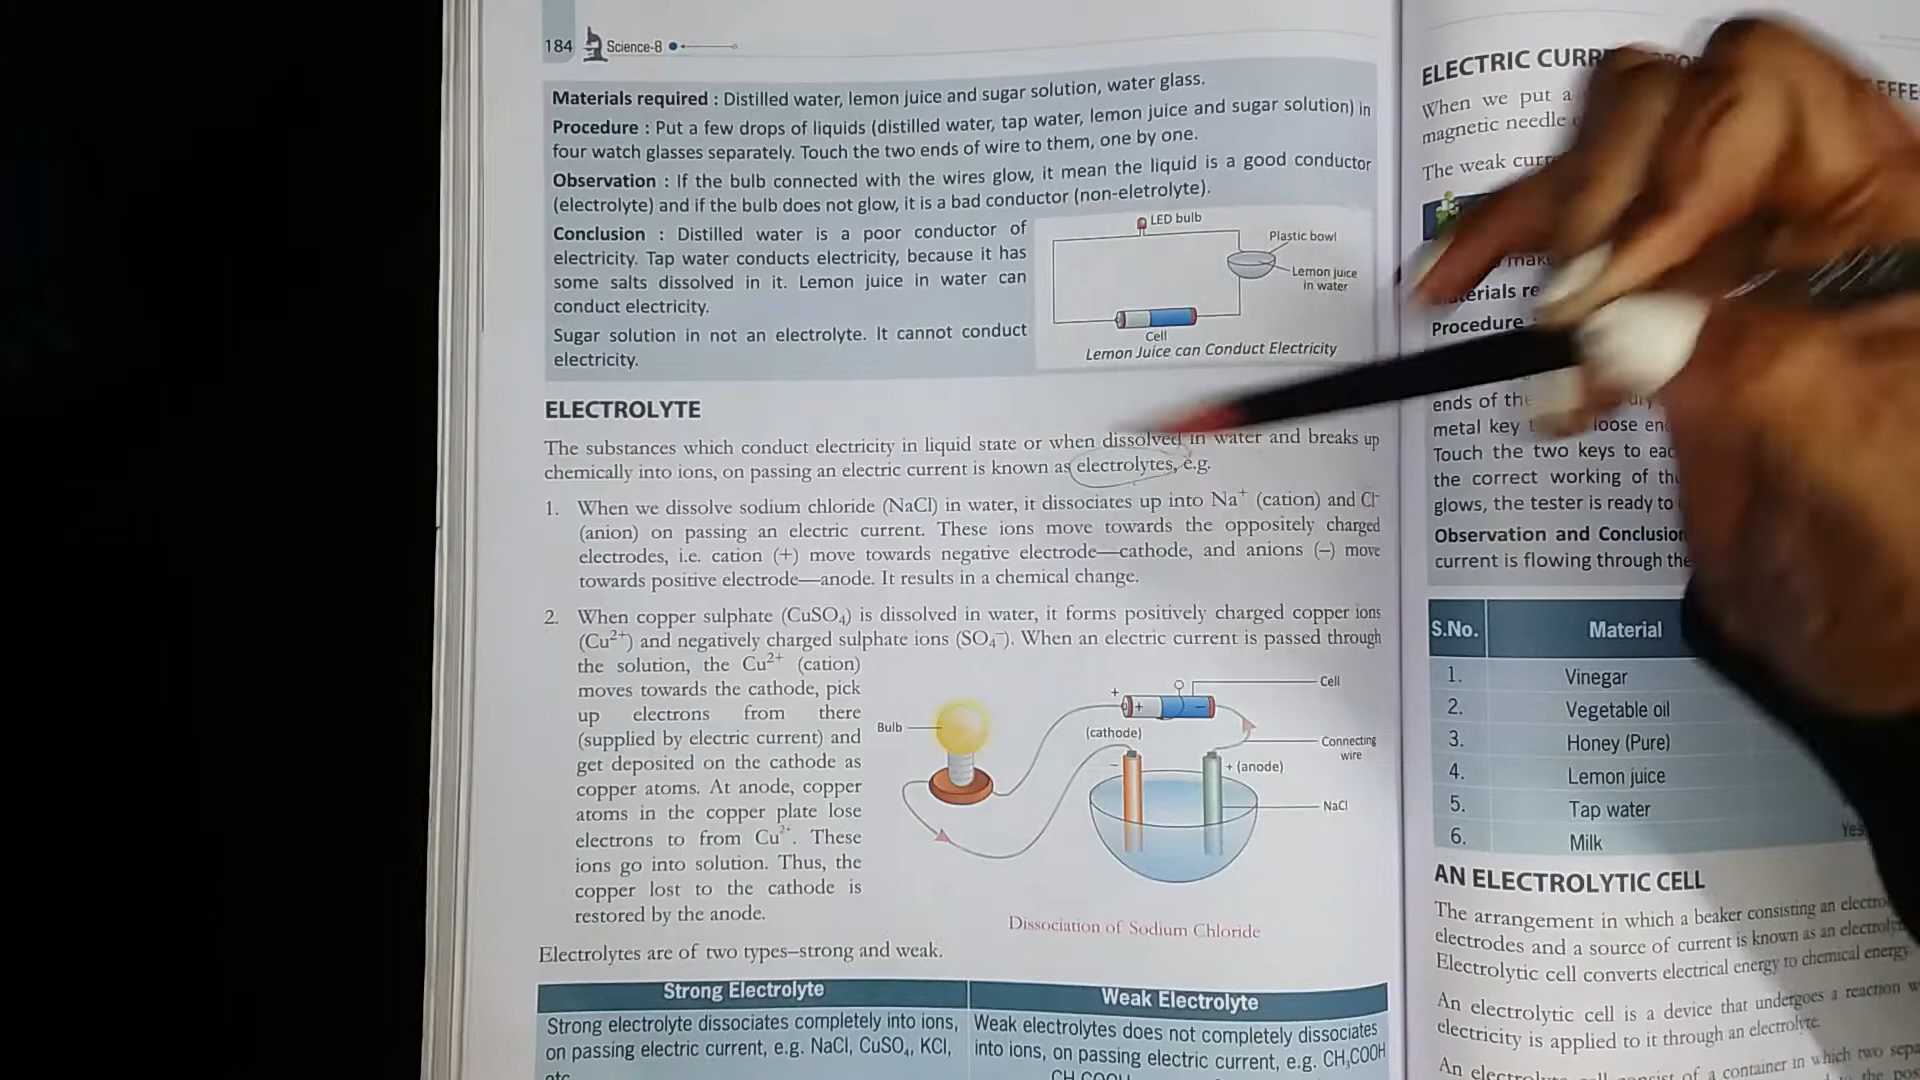 184 Science-8
Materials required : Distilled water, lemon juice and sugar solution, water glass.
Procedure : Put a few drops of liquids (distilled water, tap water, lemon juice and sugar solution) in
four watch glasses separately. Touch the two ends of wire to them, one by one.
Observation : If the bulb connected with the wires glow, it mean the liquid is a good conductor
(electrolyte) and if the bulb does not glow, it is a bad conductor (non-eletrolyte).
Conclusion : Distilled water is a poor conductor of
electricity. Tap water conducts electricity, because it has
some salts dissolved in it. Lemon juice in water can
conduct electricity.
Sugar solution in not an electrolyte. It cannot conduct
electricity.
LED bulb
Plastic bowl
Lemon juice
in water
Cell
Lemon Juice can Conduct Electricity
ELECTROLYTE
The substances which conduct electricity in liquid state or when dissolved in water and breaks up
chemically into ions, on passing an electric current is known as electrolytes, e.g.
1. When we dissolve sodium chloride (NaCl) in water, it dissociates up into Na⁺ (cation) and Cl⁻
(anion) on passing an electric current. These ions move towards the oppositely charged
electrodes, i.e. cation (+) move towards negative electrode—cathode, and anions (–) move
towards positive electrode—anode. It results in a chemical change.
2. When copper sulphate (CuSO₄) is dissolved in water, it forms positively charged copper ions
(Cu²⁺) and negatively charged sulphate ions (SO₄⁻). When an electric current is passed through
the solution, the Cu²⁺ (cation)
moves towards the cathode, pick
up electrons from there
(supplied by electric current) and
get deposited on the cathode as
copper atoms. At anode, copper
atoms in the copper plate lose
electrons to from Cu²⁺. These
ions go into solution. Thus, the
copper lost to the cathode is
restored by the anode.
Bulb
+
+
–
Cell
(cathode)
–
Connecting
wire
+ (anode)
NaCl
Dissociation of Sodium Chloride
Electrolytes are of two types–strong and weak.
Strong Electrolyte Weak Electrolyte
Strong electrolyte dissociates completely into ions,
on passing electric current, e.g. NaCl, CuSO₄, KCl,
etc
Weak electrolytes does not completely dissociates
into ions, on passing electric current, e.g. CH₃COOH
ELECTRIC
When we put a
magnetic needle
The weak
Procedure
ends of the
metal key loose
Touch the two keys to
the correct working of
glows, the tester is ready to
Observation and
current is flowing through the
S.No. Material
1. Vinegar
2. Vegetable oil
3. Honey (Pure)
4. Lemon juice
5. Tap water
6. Milk Yes
AN ELECTROLYTIC CELL
The arrangement in which a beaker consisting an
electrodes and a source of current is known as an
Electrolytic cell converts electrical energy to chemical energy
An electrolytic cell is a device that undergoes a reaction
electricity is applied to it through an electrolyte
An consist of a container in which two